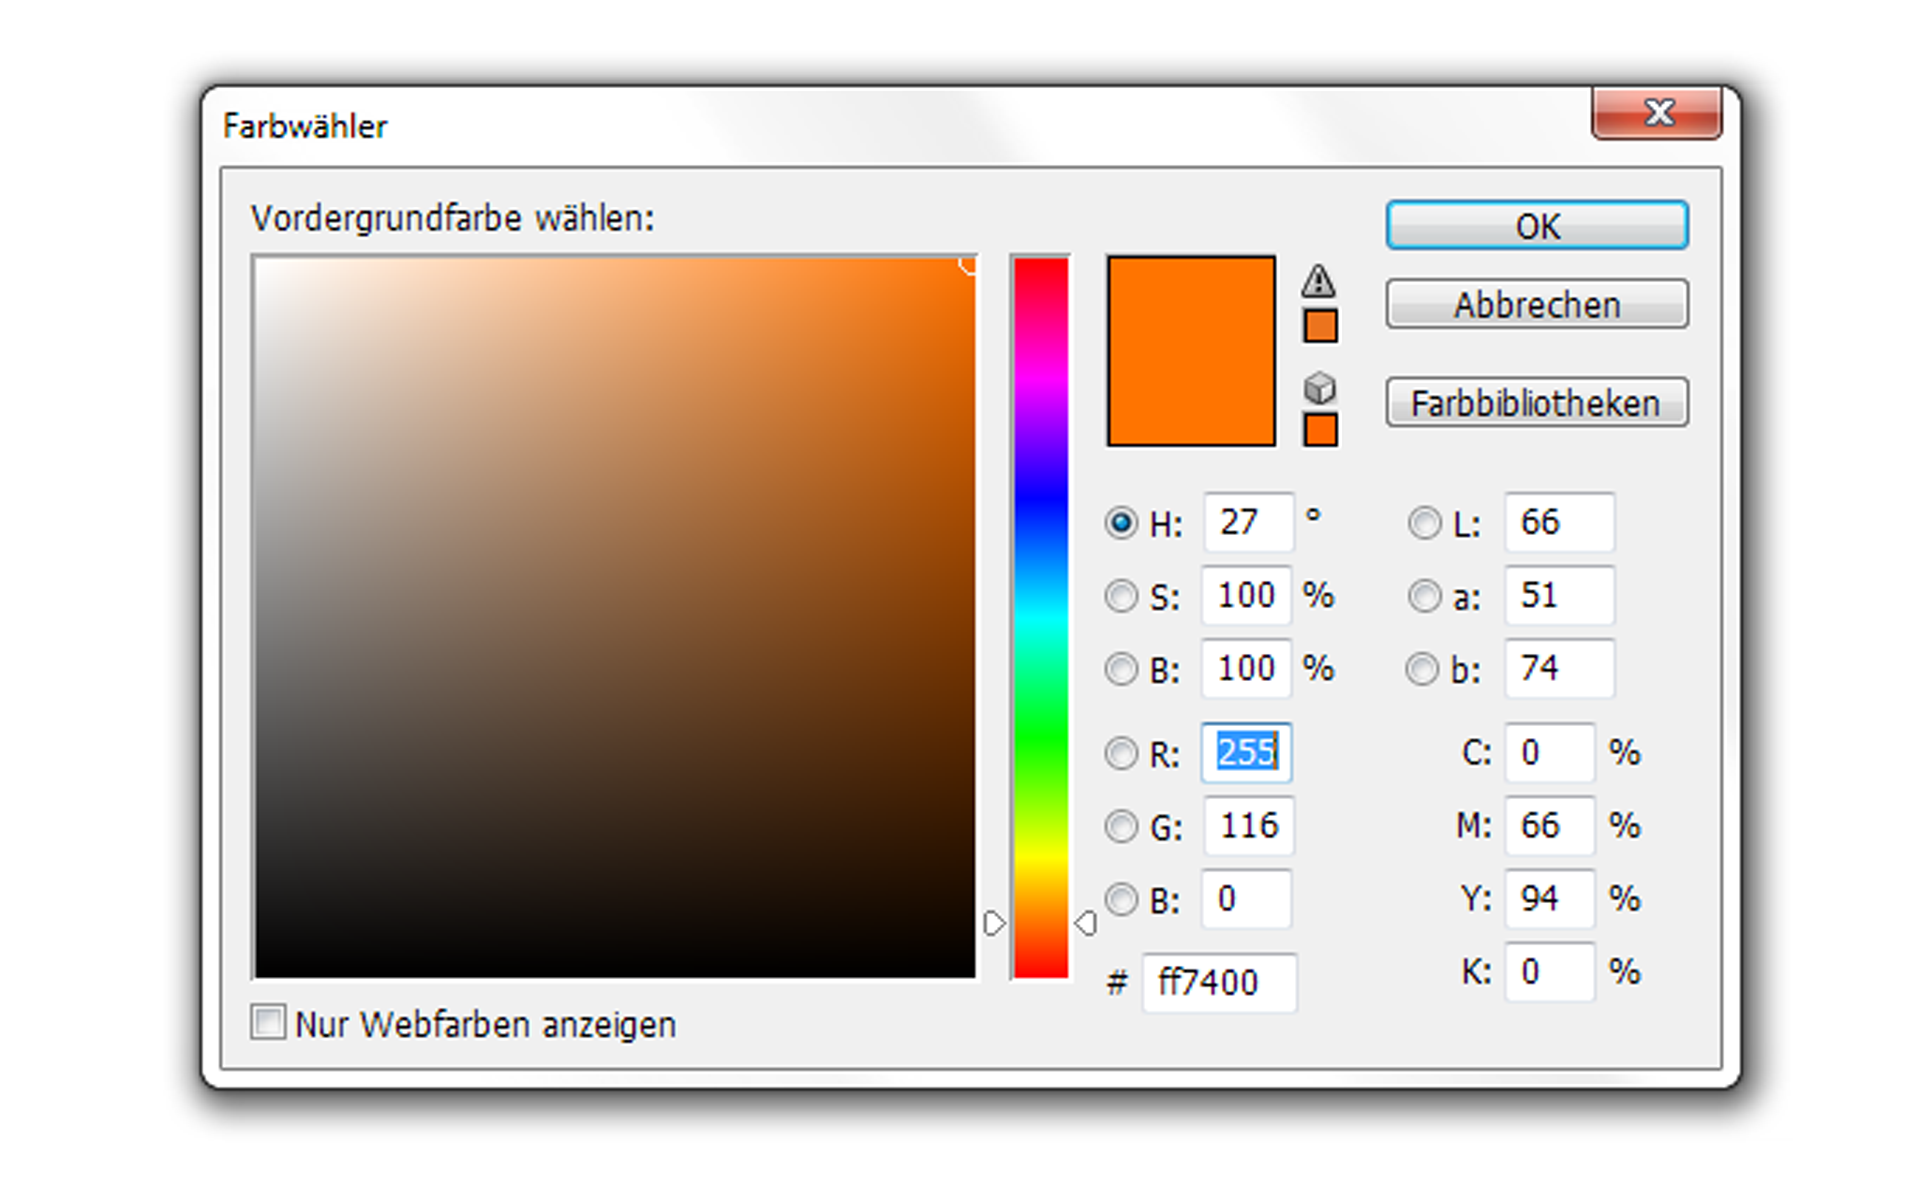 Farbwähler
Vordergrundfarbe wählen:
OK
Abbrechen
Farbbibliotheken
H: 27 °
S: 100 %
B: 100 %
R: 255
G: 116
B: 0
# ff7400
L: 66
a: 51
b: 74
C: 0 %
M: 66 %
Y: 94 %
K: 0 %
Nur Webfarben anzeigen